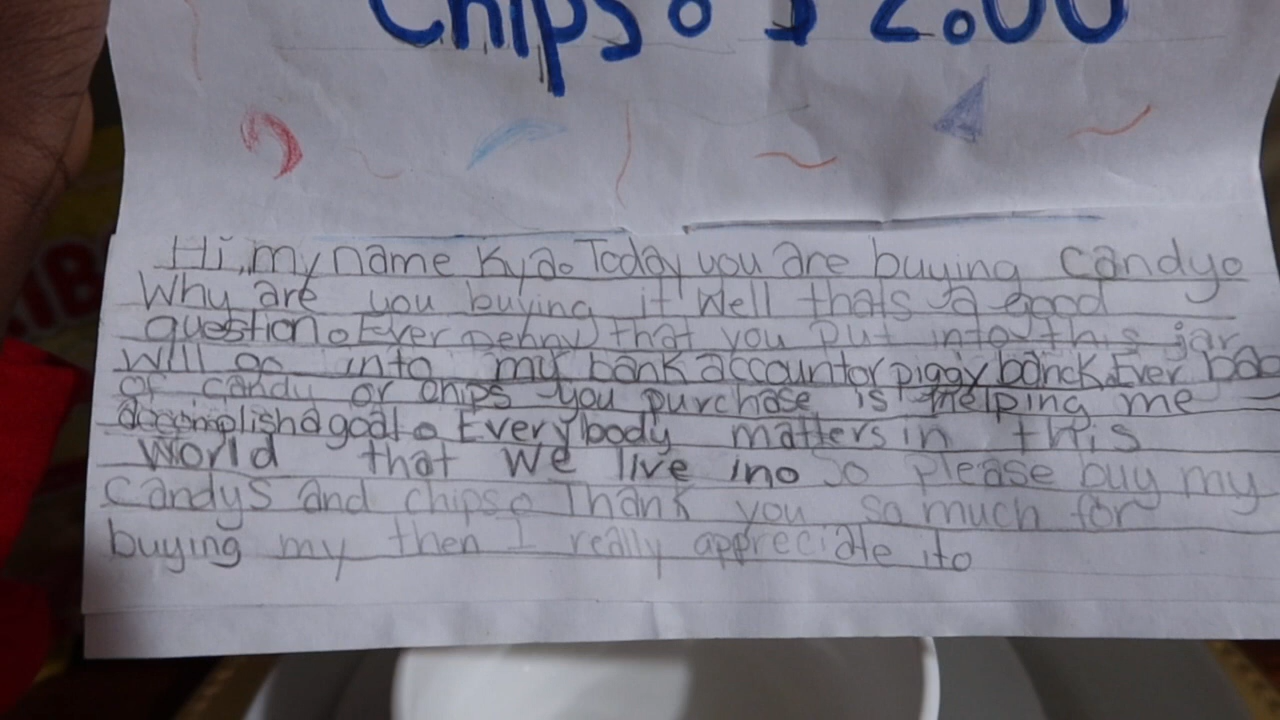 Chips: $2.00
Hi, my name Kya. Today you are buying candy.
Why are you buying it Well thats a good
question. Ever penny that you put into this jar
will go into my bank account or piggy banck. Ever bag
of candy or chips you purchase is helping me
accomplish a goal. Everybody matters in this
World that we live in. So please buy my
Candys and chips. Thank you so much for
buying my then I really appreciate it.